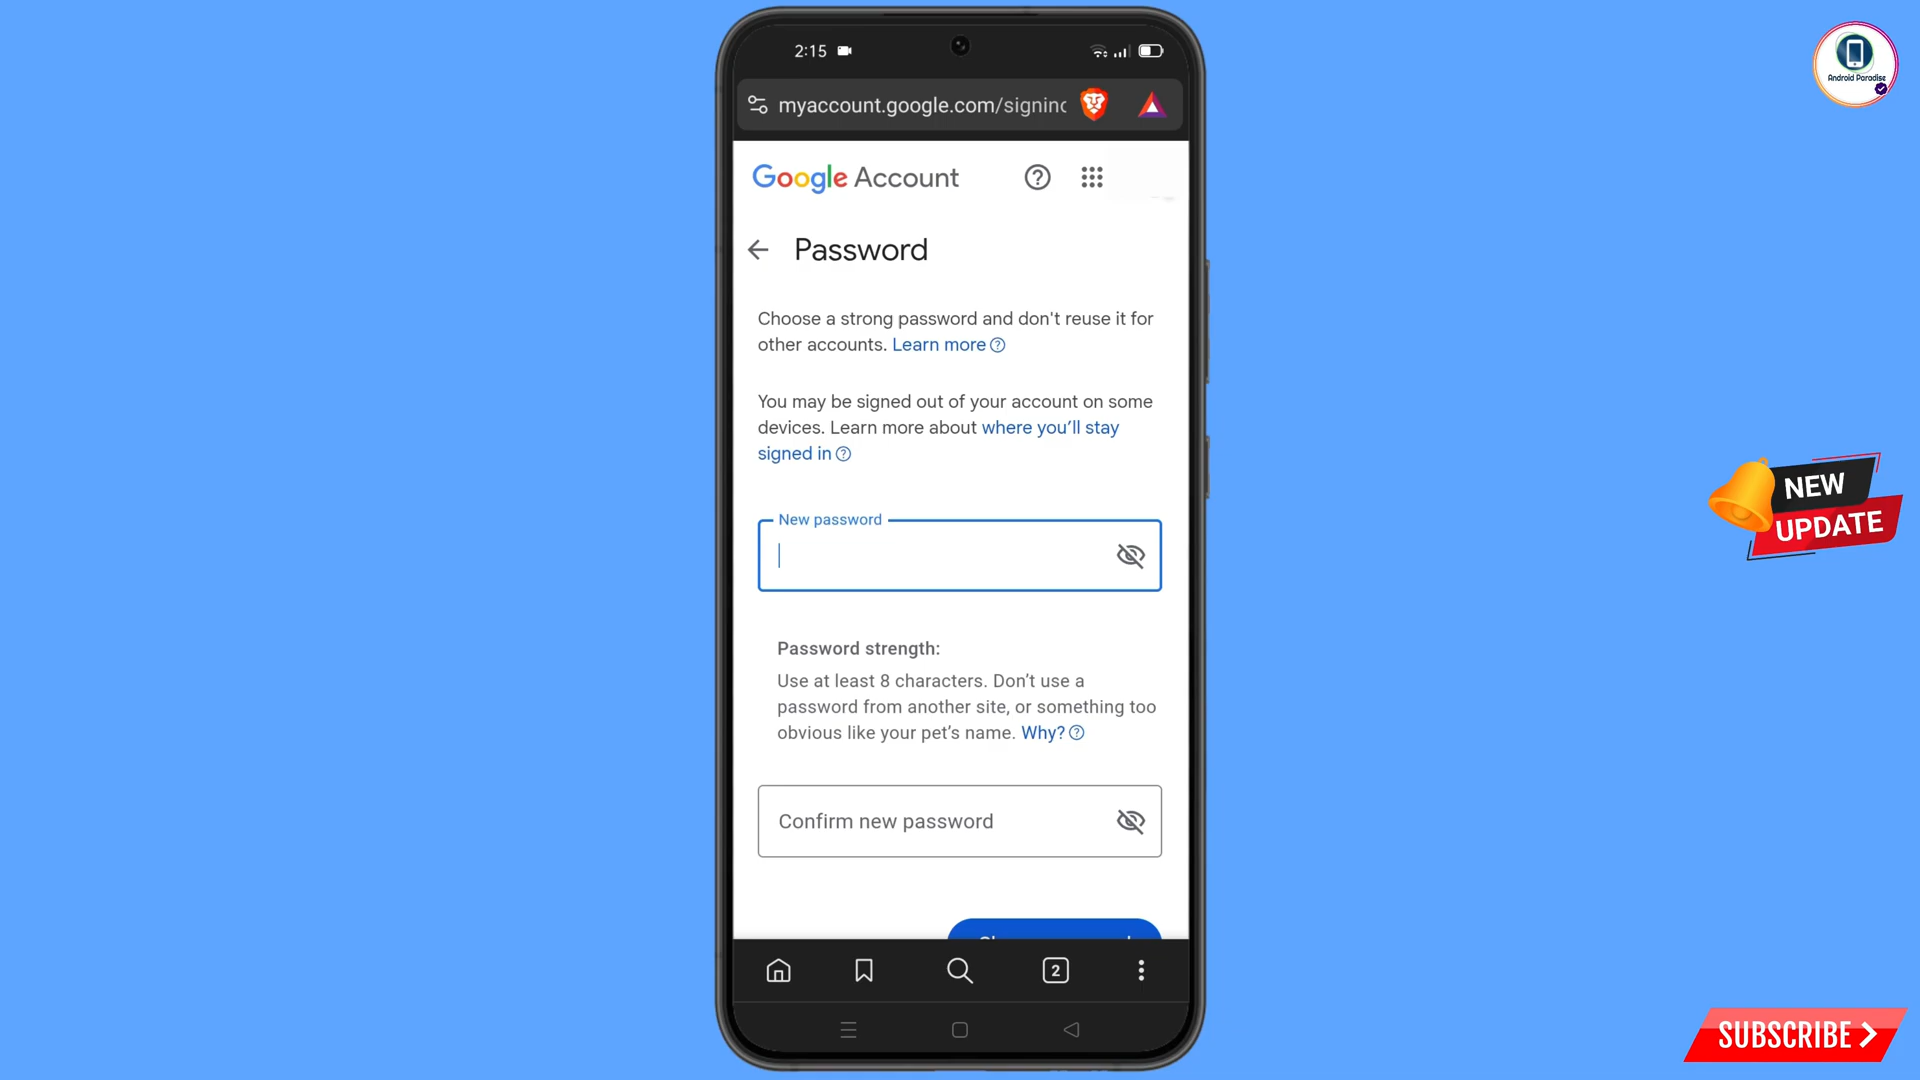 2:15
myaccount.google.com/signinc
Google Account
Password
Choose a strong password and don't reuse it for
other accounts. Learn more
You may be signed out of your account on some
devices. Learn more about where you'll stay
signed in
New password
Password strength:
Use at least 8 characters. Don't use a
password from another site, or something too
obvious like your pet's name. Why?
Confirm new password
2
Android Paradise
NEW
UPDATE
SUBSCRIBE